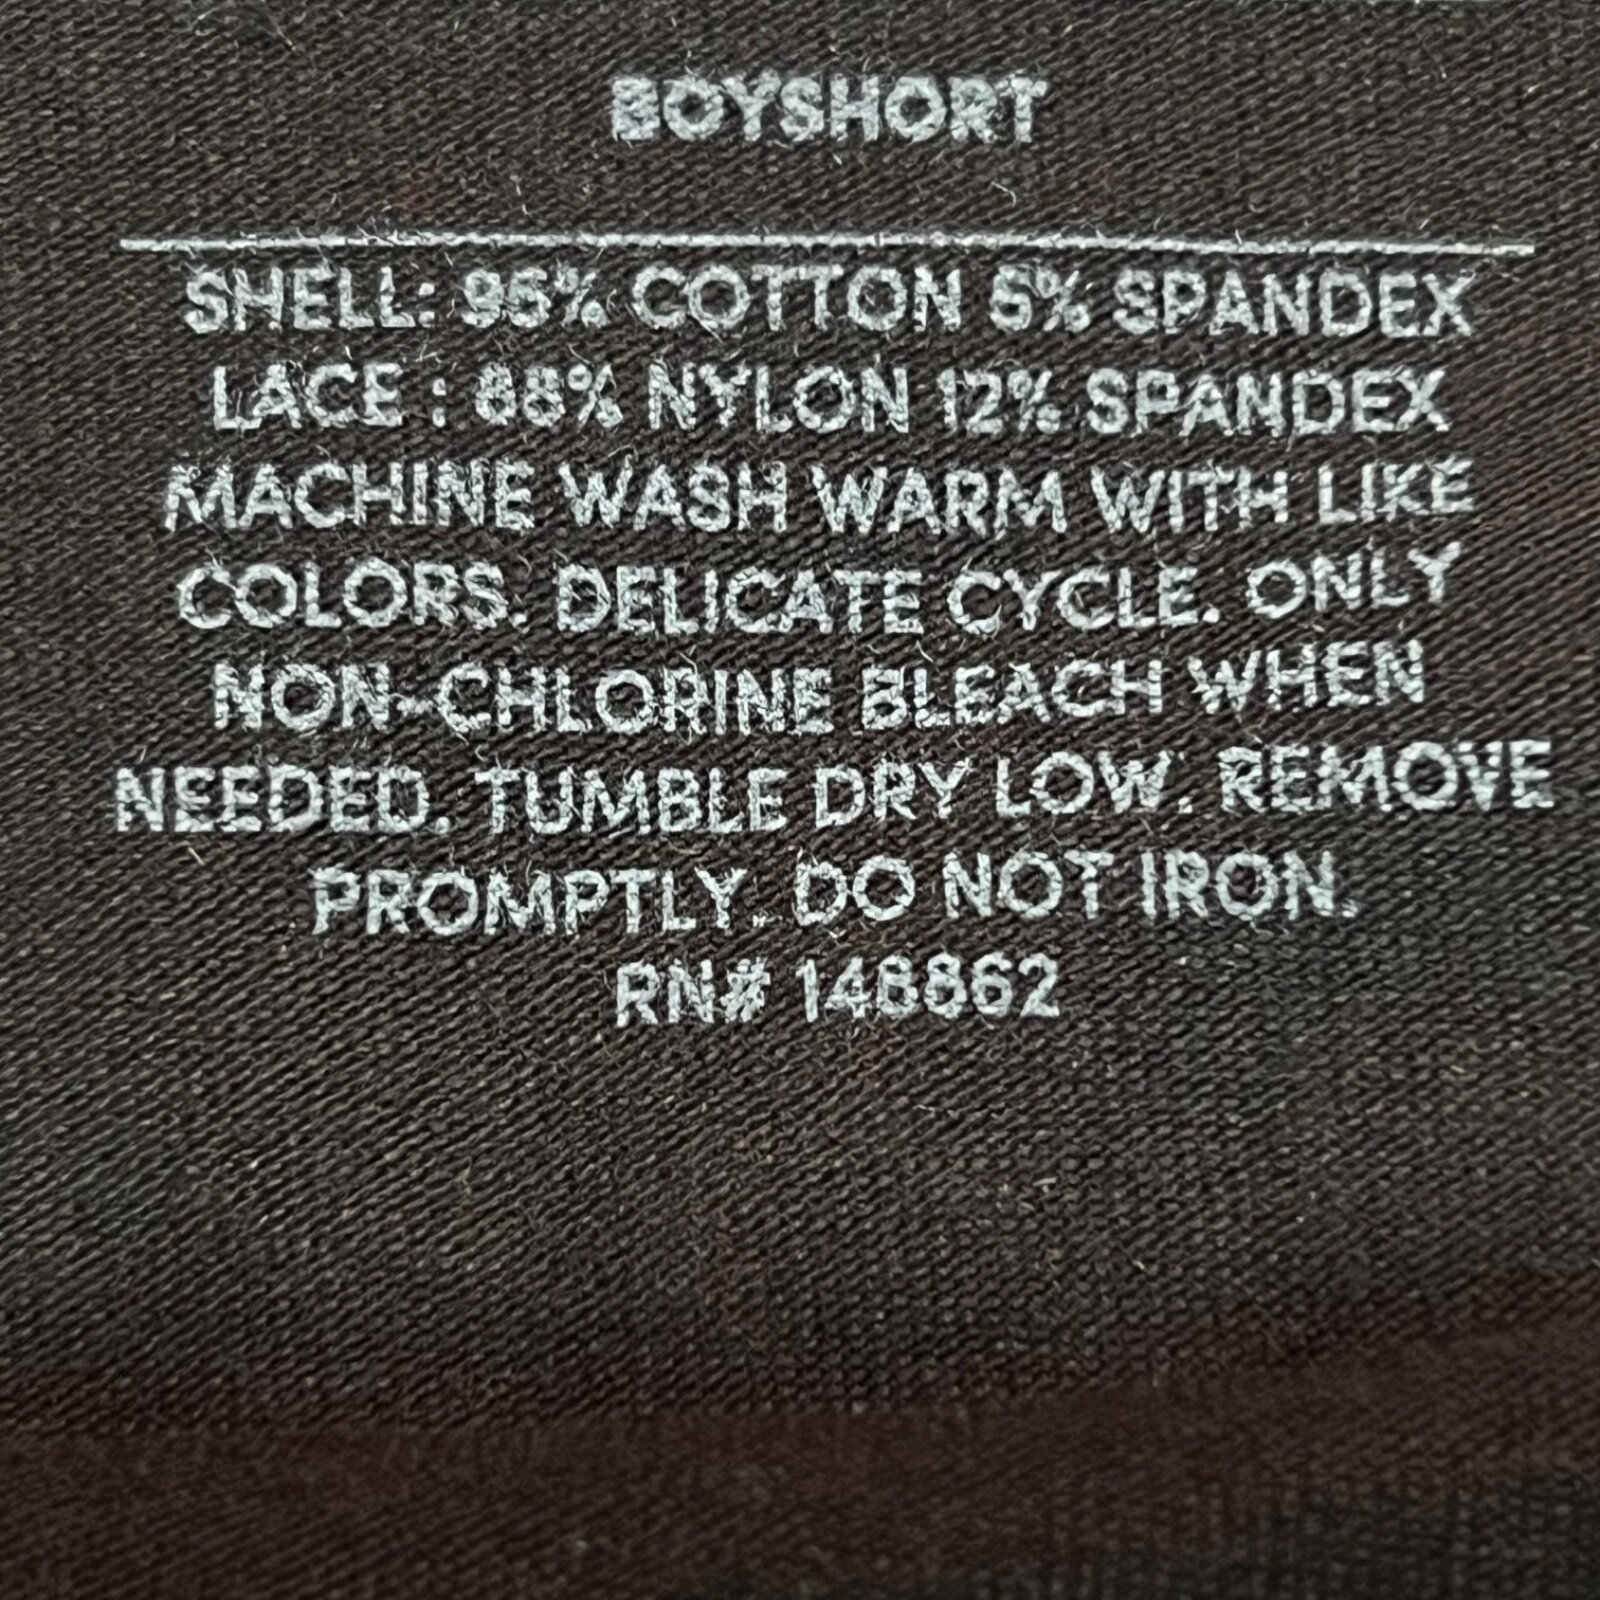 BOYSHORT
SHELL: 95% COTTON 5% SPANDEX
LACE : 88% NYLON 12% SPANDEX
MACHINE WASH WARM WITH LIKE
COLORS. DELICATE CYCLE. ONLY
NON-CHLORINE BLEACH WHEN
NEEDED. TUMBLE DRY LOW. REMOVE
PROMPTLY. DO NOT IRON.
RN# 148862